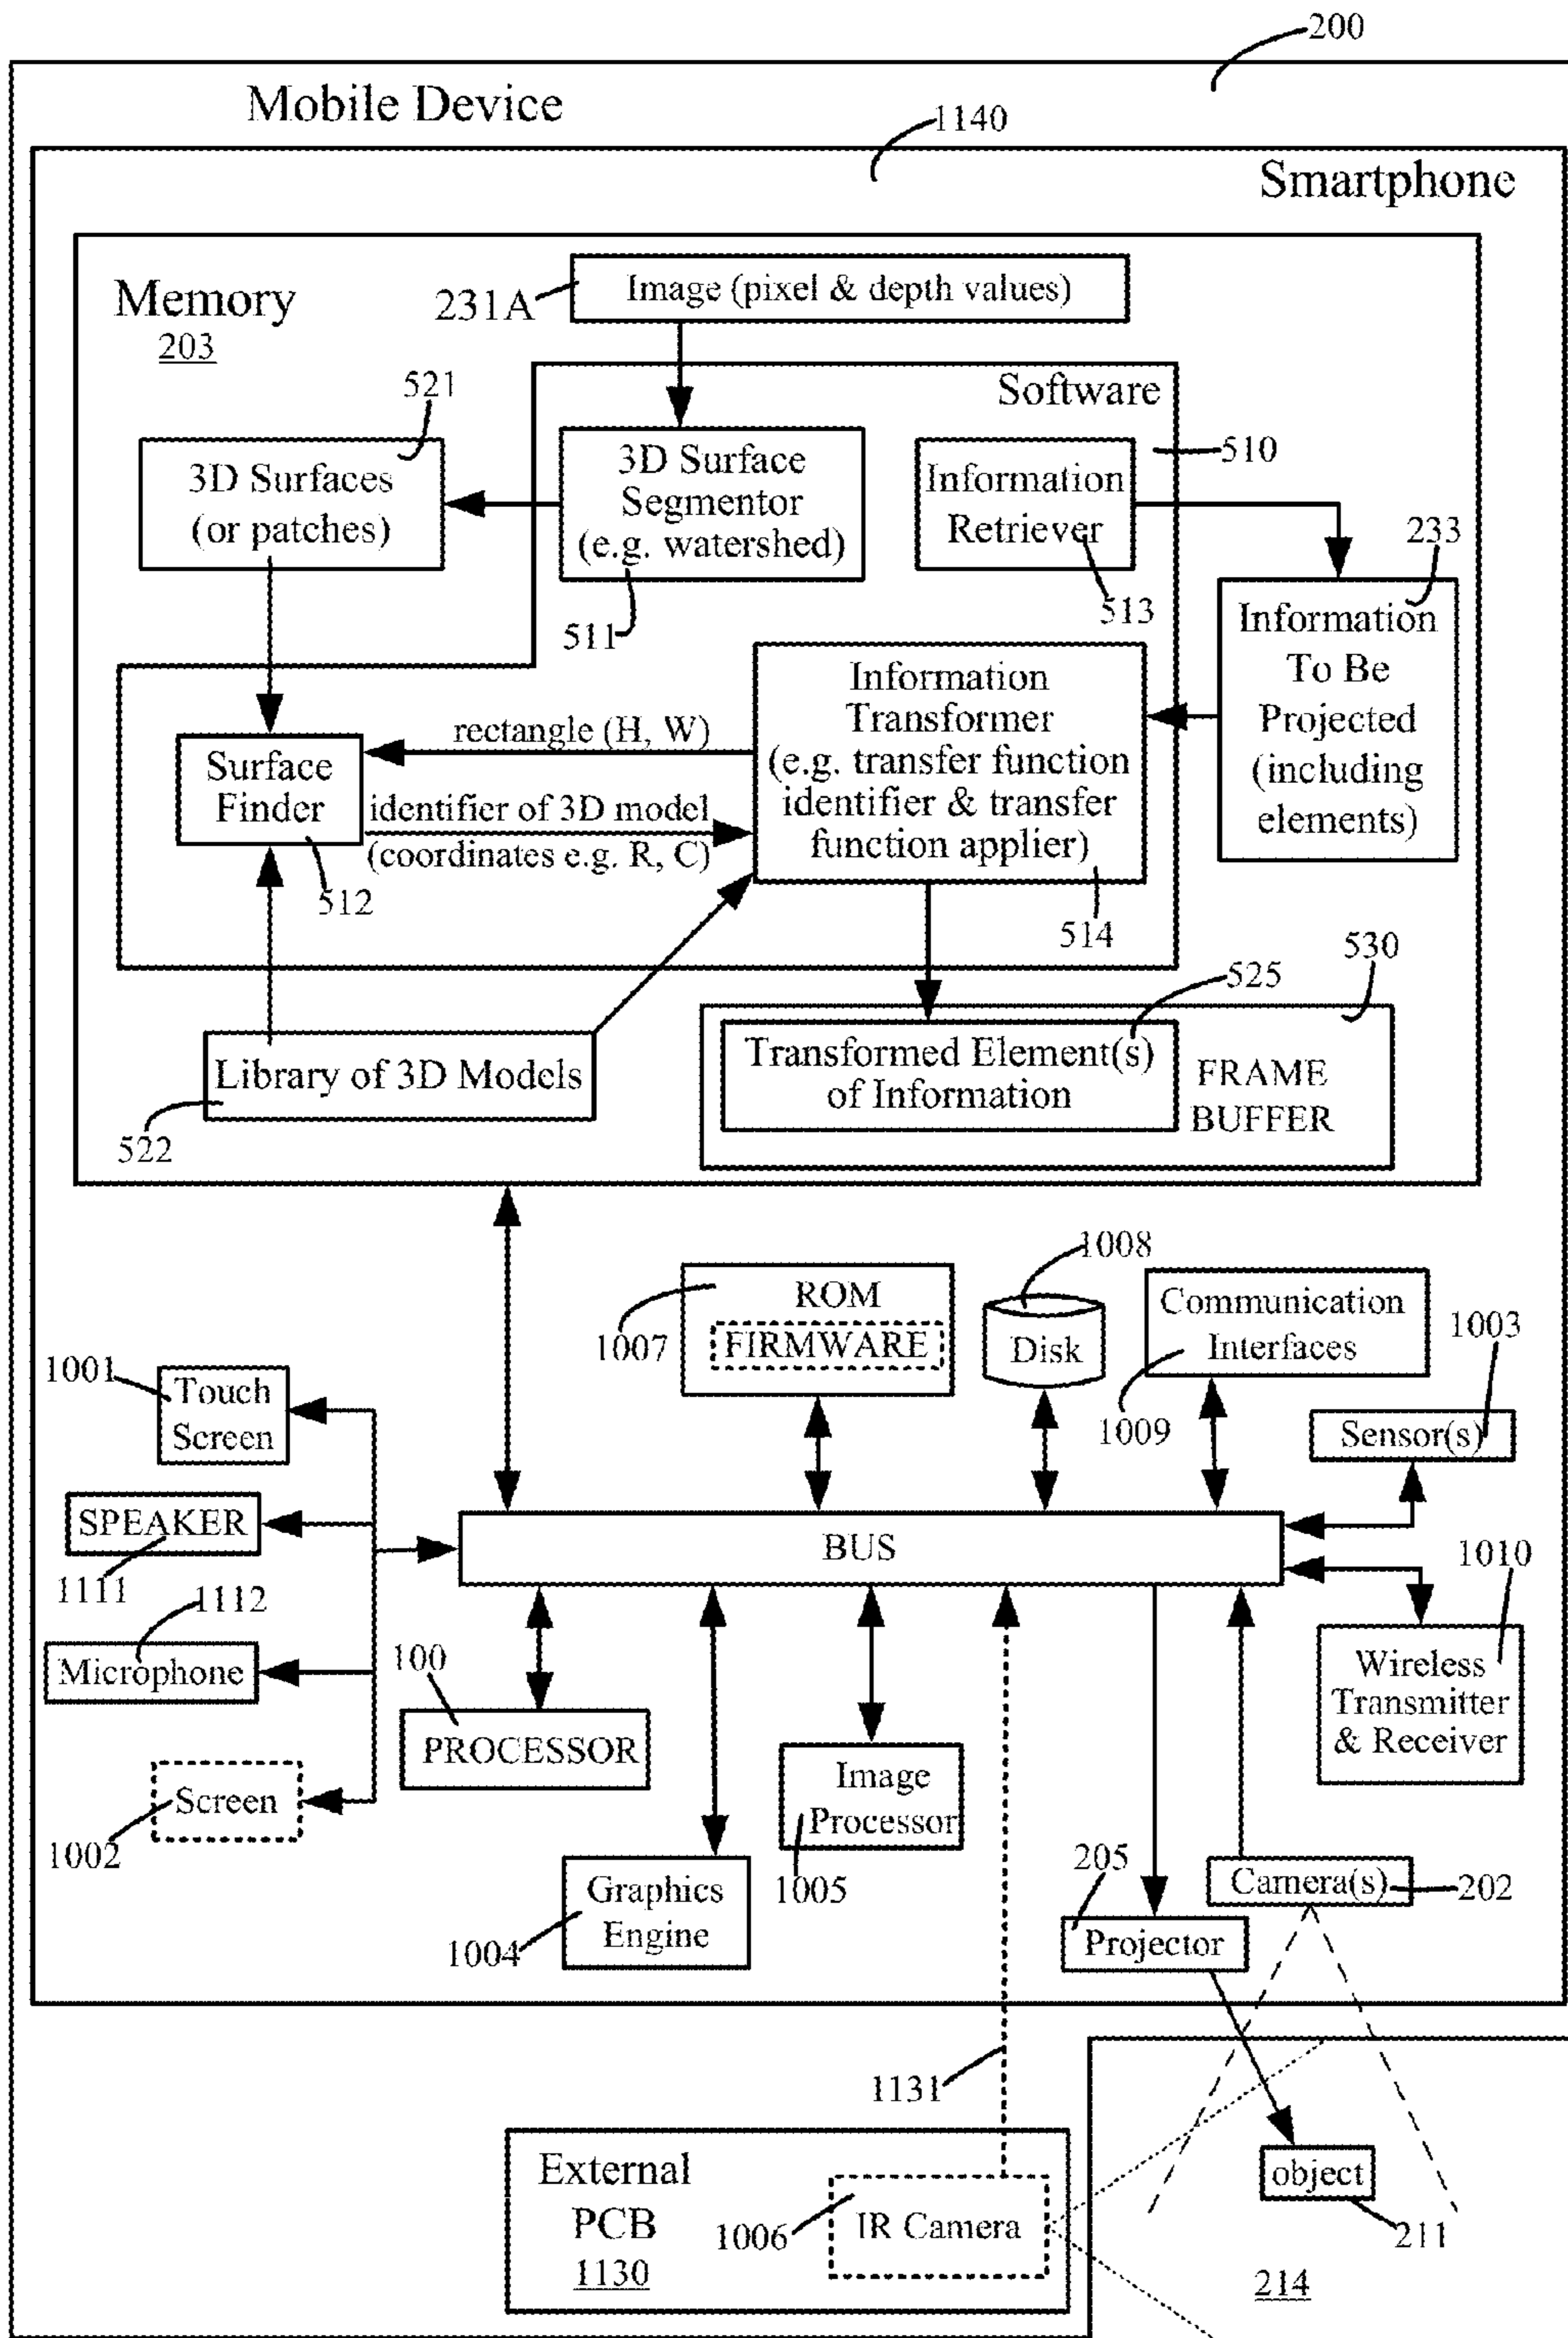 200
Mobile Device
1140
Smartphone
Memory
203
231A
Image (pixel & depth values)
Software
521
510
3D Surfaces
(or patches)
3D Surface
Segmentor
(e.g. watershed)
511
Information
Retriever
513
233
Information
To Be
Projected
(including
elements)
Information
Transformer
(e.g. transfer function
identifier & transfer
function applier)
514
rectangle (H, W)
Surface
Finder
512
identifier of 3D model
(coordinates e.g. R, C)
530
525
Transformed Element(s)
of Information
FRAME
BUFFER
Library of 3D Models
522
1007
ROM
FIRMWARE
1008
Disk
Communication
Interfaces
1009
1003
Sensor(s)
1001
Touch
Screen
SPEAKER
1111
BUS
1010
1112
Microphone
100
PROCESSOR
Wireless
Transmitter
& Receiver
Screen
1002
Image
Processor
1005
Graphics
Engine
1004
205
Projector
Camera(s)
202
1131
External
PCB
1130
1006
IR Camera
object
211
214